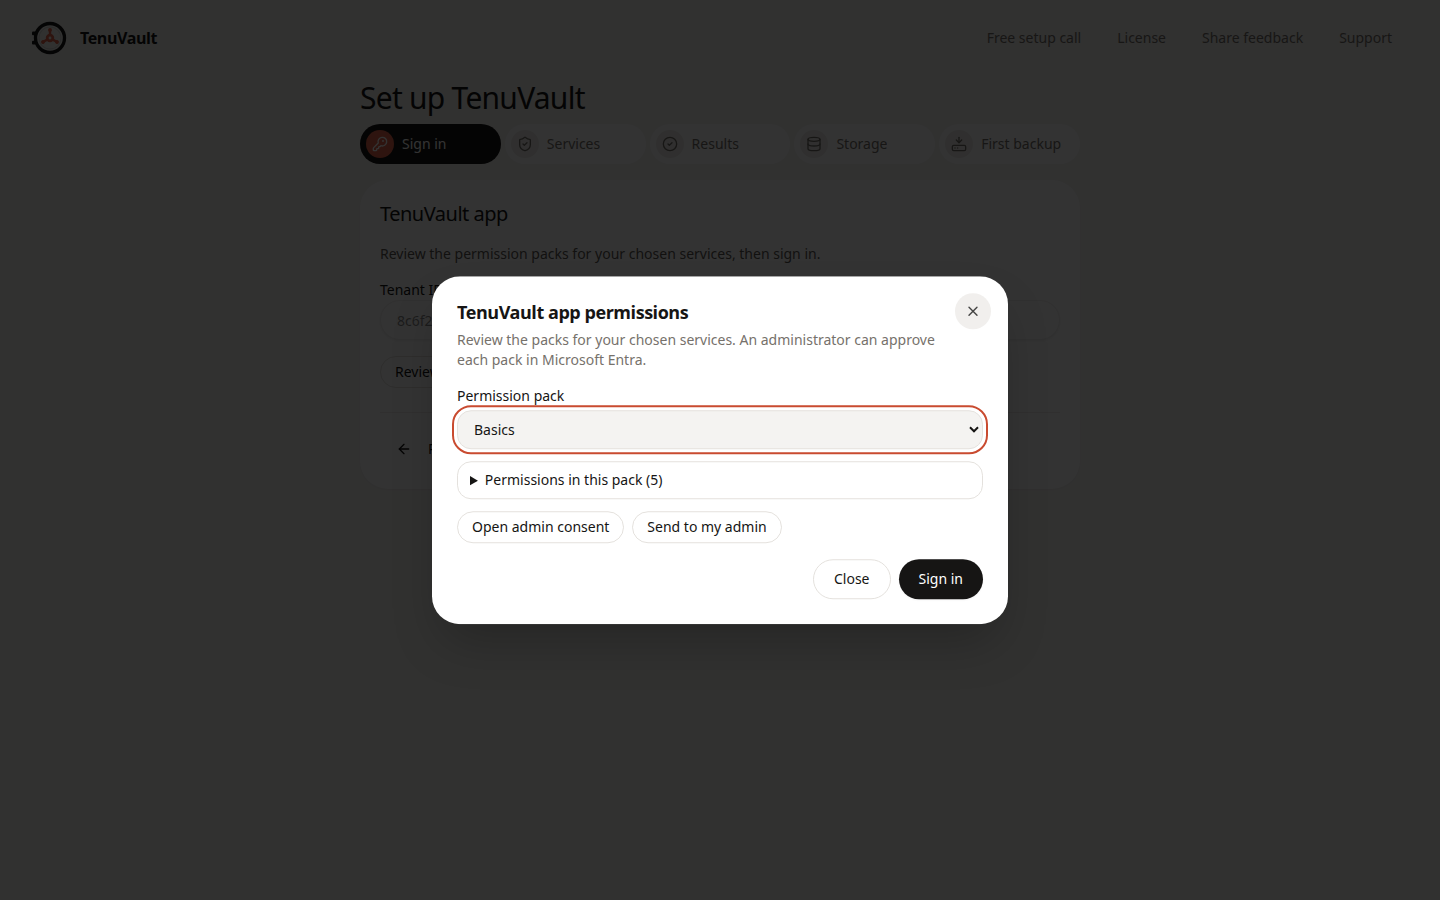 TenuVault
Free setup call
License
Share feedback
Support
Set up TenuVault
Sign in
Services
Results
Storage
First backup
TenuVault app
Review the permission packs for your chosen services, then sign in.
Tenant
8c6f2
TenuVault app permissions
Review the packs for your chosen services. An administrator can approve
each pack in Microsoft Entra.
Permission pack
Basics
Permissions in this pack (5)
Open admin consent
Send to my admin
Close
Sign in